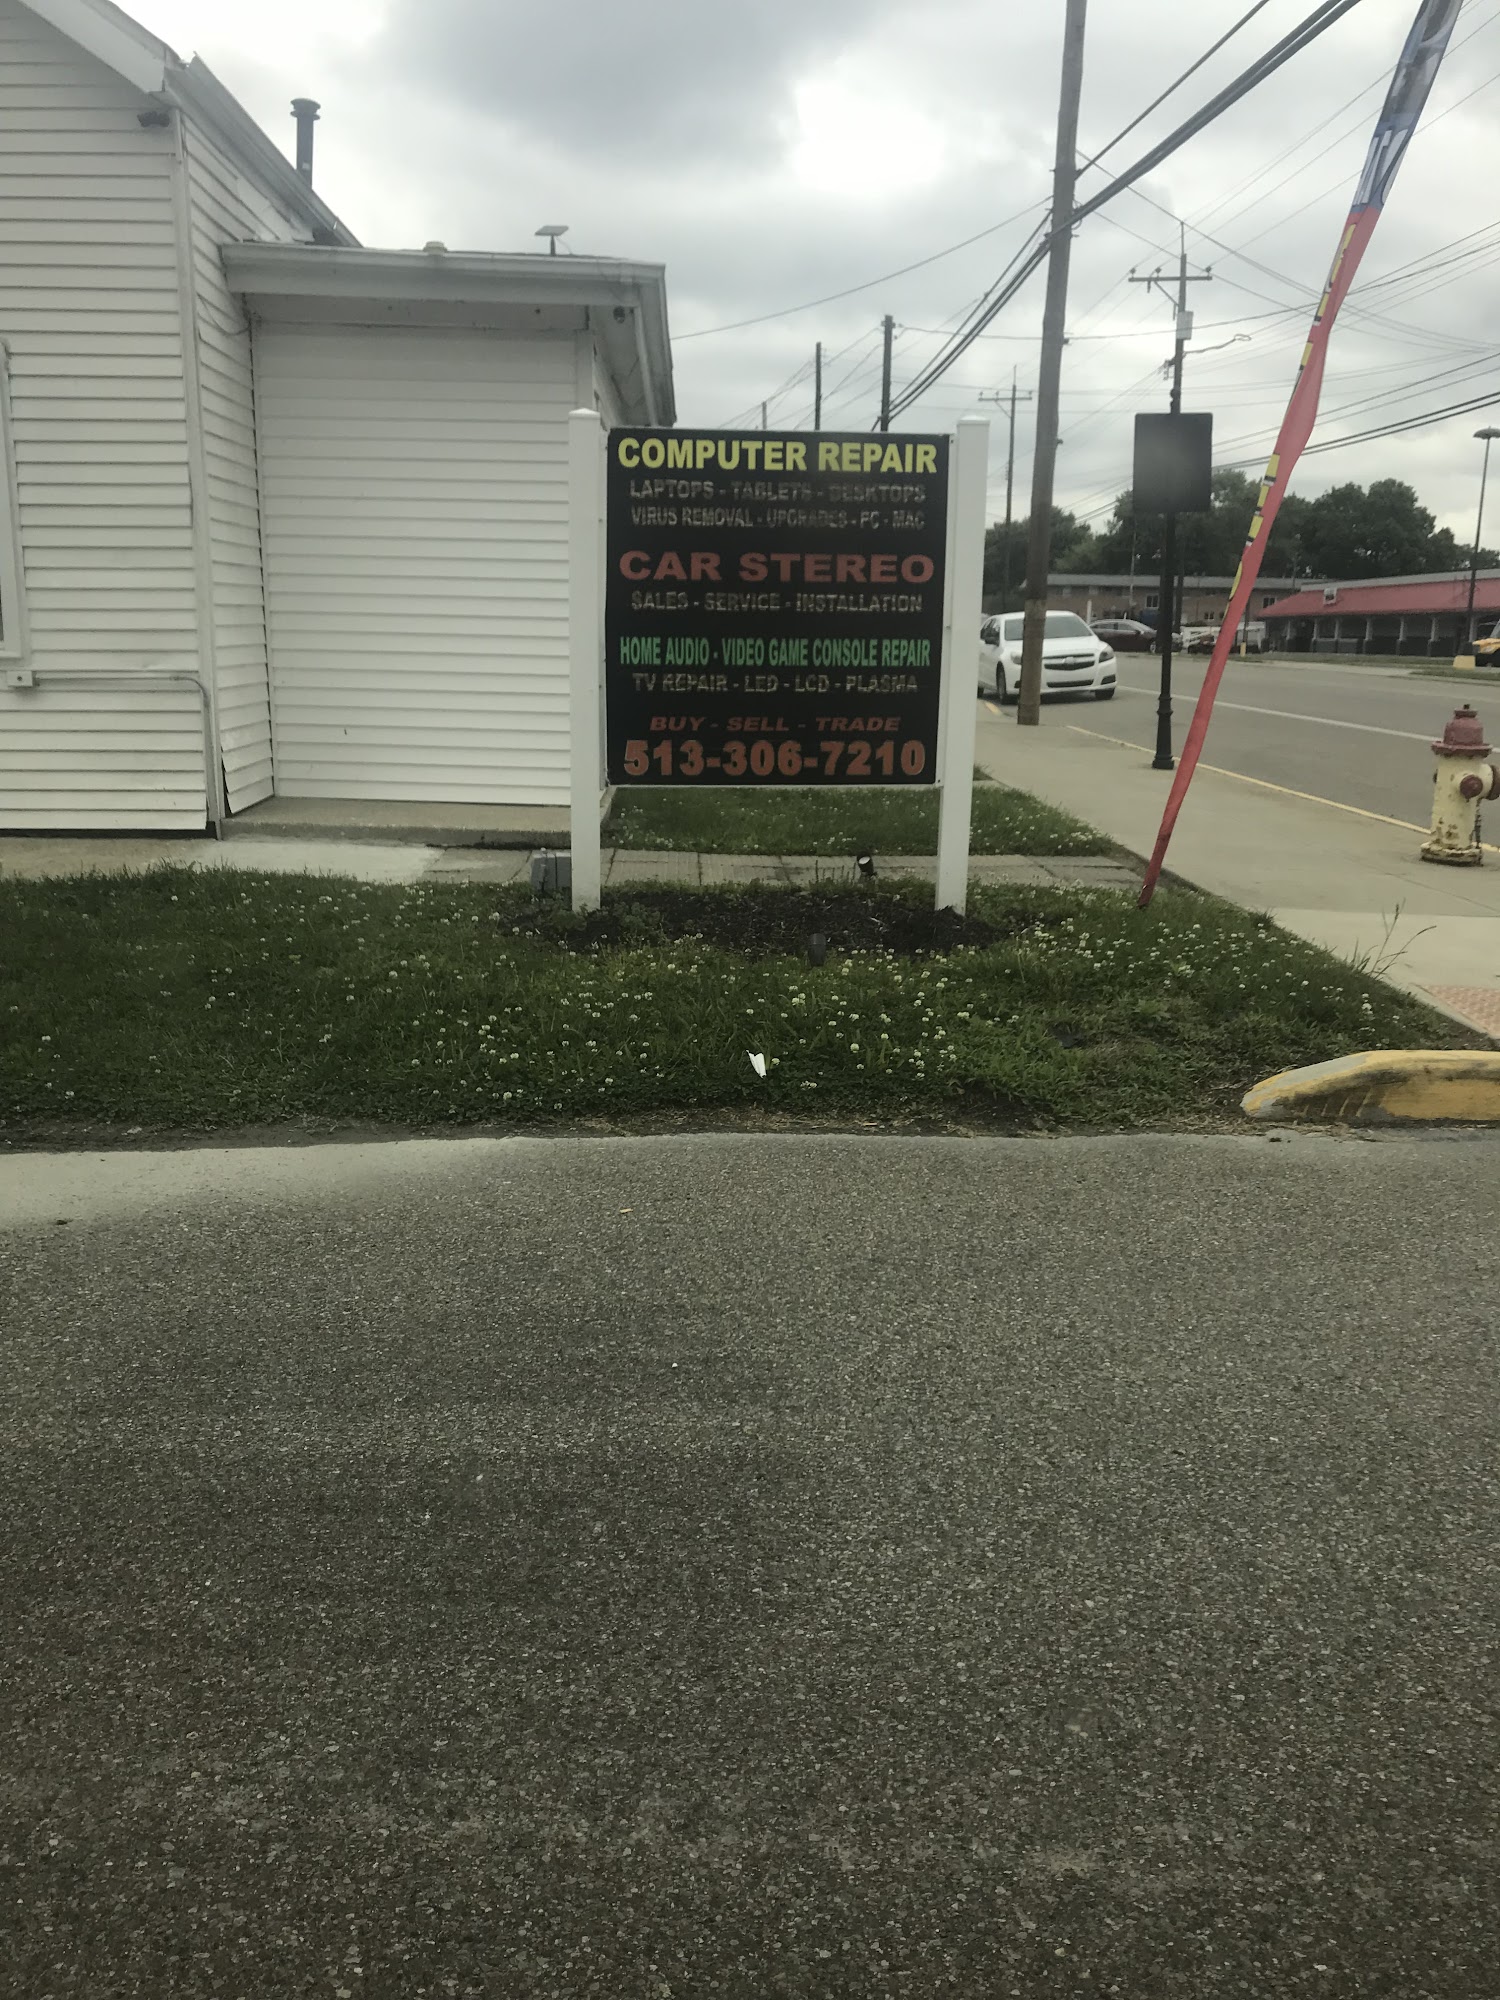 COMPUTER REPAIR
LAPTOPS - TABLETS - DESKTOPS
VIRUS REMOVAL - UPGRADES - PC - MAC
CAR STEREO
SALES - SERVICE - INSTALLATION
HOME AUDIO - VIDEO GAME CONSOLE REPAIR
TV REPAIR - LED - LCD - PLASMA
BUY - SELL - TRADE
513-306-7210